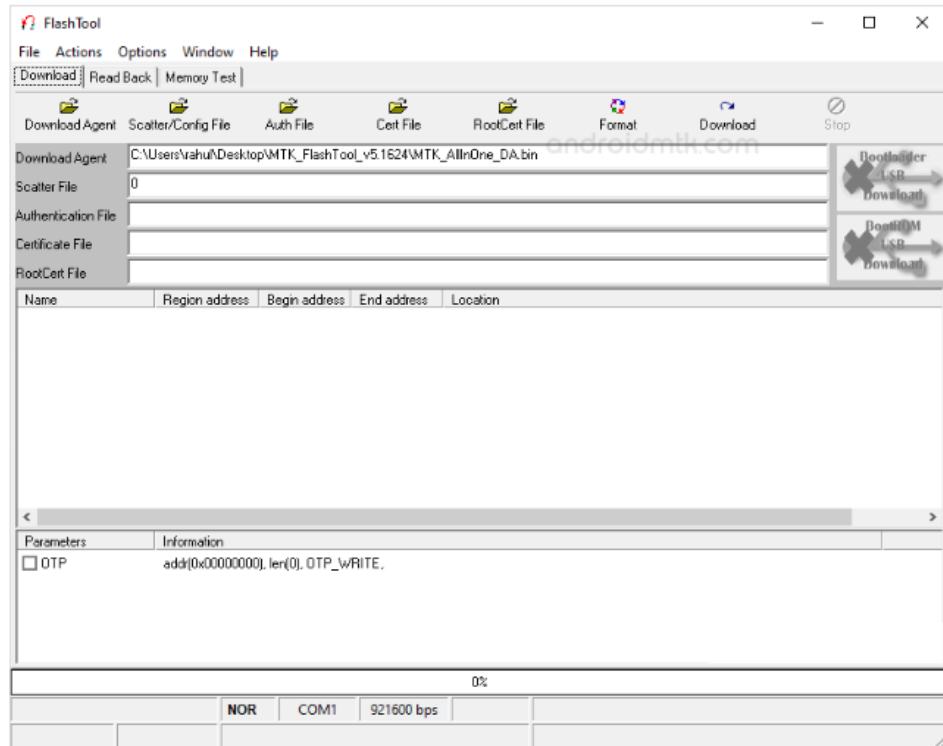 FlashTool
File Actions Options Window Help
Download Read Back Memory Test
Download Agent Scatter/Config File Auth File Cert File RootCert File Format Download Stop
androidmtk.com
Download Agent C:\Users\rahul\Desktop\MTK_FlashTool_v5.1624\MTK_AllInOne_DA.bin
Scatter File 0
Authentication File
Certificate File
RootCert File
Bootloader
USB
Download
BootROM
USB
Download
Name Region address Begin address End address Location
Parameters Information
OTP addr(0x00000000), len(0), OTP_WRITE,
0%
NOR COM1 921600 bps